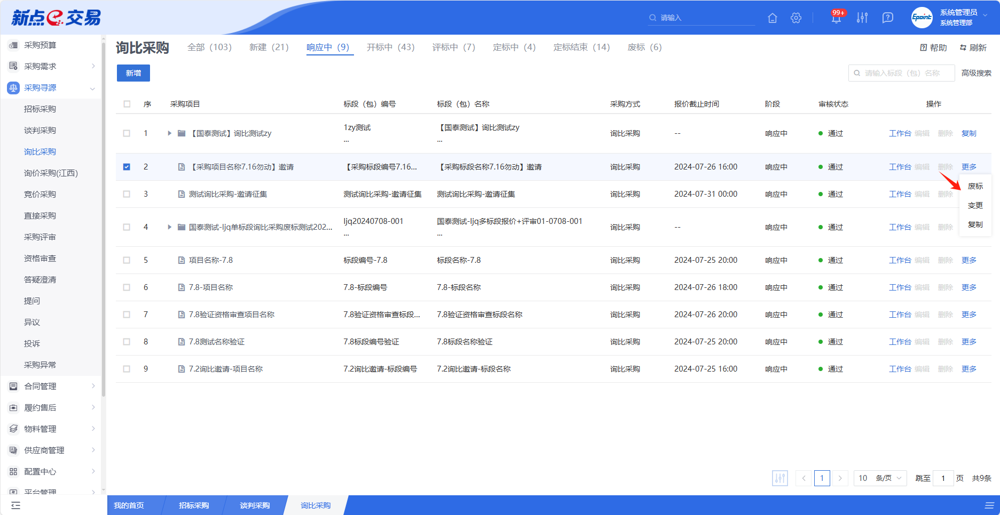 新点e交易
请输入
99+
Epoint
系统管理员
系统管理部
采购预算
采购需求
采购寻源
招标采购
谈判采购
询比采购
询价采购(江西)
竞价采购
直接采购
采购评审
资格审查
答疑澄清
提问
异议
投诉
采购异常
合同管理
履约售后
物料管理
供应商管理
配置中心
平台管理
询比采购 全部（103） 新建（21） 响应中（9） 开标中（43） 评标中（7） 定标中（4） 定标结束（14） 废标（6） 帮助 刷新
新增 请输入标段（包）名称 高级搜索
序 采购项目 标段（包）编号 标段（包）名称 采购方式 报价截止时间 阶段 审核状态 操作
1 【国泰测试】询比测试zy 1zy测试 ... 【国泰测试】询比测试zy ... 询比采购 -- 响应中 通过 工作台 编辑 删除 复制
2 【采购项目名称7.16勿动】邀请 【采购标段编号7.16... 【采购标段名称7.16勿动】邀请 询比采购 2024-07-26 16:00 响应中 通过 工作台 编辑 删除 更多
废标
变更
复制
3 测试询比采购-邀请征集 测试询比采购-邀请征集 测试询比采购-邀请征集 询比采购 2024-07-31 00:00 响应中 通过 工作台 编辑 删除
4 国泰测试-ljq单标段询比采购废标测试202... ljq20240708-001 ... 国泰测试-ljq多标段报价+评审01-0708-001 ... 询比采购 -- 响应中 通过 工作台 编辑 删除
5 项目名称-7.8 标段编号-7.8 标段名称-7.8 询比采购 2024-07-25 20:00 响应中 通过 工作台 编辑 删除 更多
6 7.8-项目名称 7.8-标段编号 7.8-标段名称 询比采购 2024-07-26 18:00 响应中 通过 工作台 编辑 删除 更多
7 7.8验证资格审查项目名称 7.8验证资格审查标段... 7.8验证资格审查标段名称 询比采购 2024-07-26 20:00 响应中 通过 工作台 编辑 删除 更多
8 7.8测试名称验证 7.8标段编号验证 7.8标段名称验证 询比采购 2024-07-25 20:00 响应中 通过 工作台 编辑 删除 更多
9 7.2询比邀请-项目名称 7.2询比邀请-标段编号 7.2询比邀请-标段名称 询比采购 2024-07-25 16:00 响应中 通过 工作台 编辑 删除 更多
1 10 条/页 跳至 1 页 共9条
我的首页 招标采购 谈判采购 询比采购